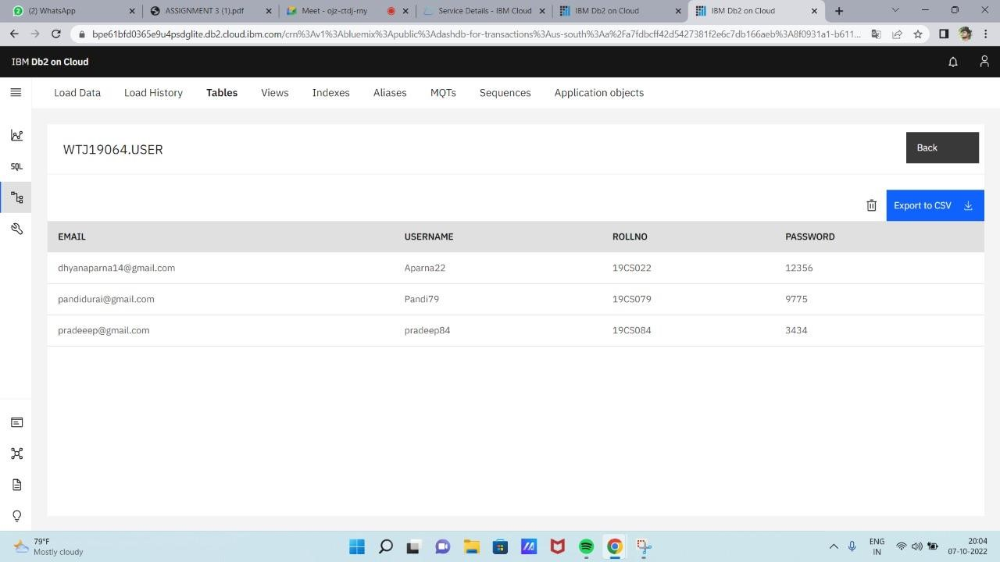 (2) WhatsApp
ASSIGNMENT 3 (1).pdf
Meet - ojz-ctdj-rny
Service Details - IBM Cloud
IBM Db2 on Cloud
IBM Db2 on Cloud
bpe61bfd0365e9u4psdglite.db2.cloud.ibm.com/crn%3Av1%3Abluemix%3Apublic%3Adashdb-for-transactions%3Aus-south%3Aa%2Fa7fdbcff42d5427381f2e6c7db166aeb%3A8f0931a1-b611...
IBM Db2 on Cloud
Load Data Load History Tables Views Indexes Aliases MQTs Sequences Application objects
WTJ19064.USER
Back
SQL
Export to CSV
EMAIL USERNAME ROLLNO PASSWORD
dhyanaparna14@gmail.com Aparna22 19CS022 12356
pandidurai@gmail.com Pandi79 19CS079 9775
pradeeep@gmail.com pradeep84 19CS084 3434
79°F
Mostly cloudy
ENG
IN
20:04
07-10-2022